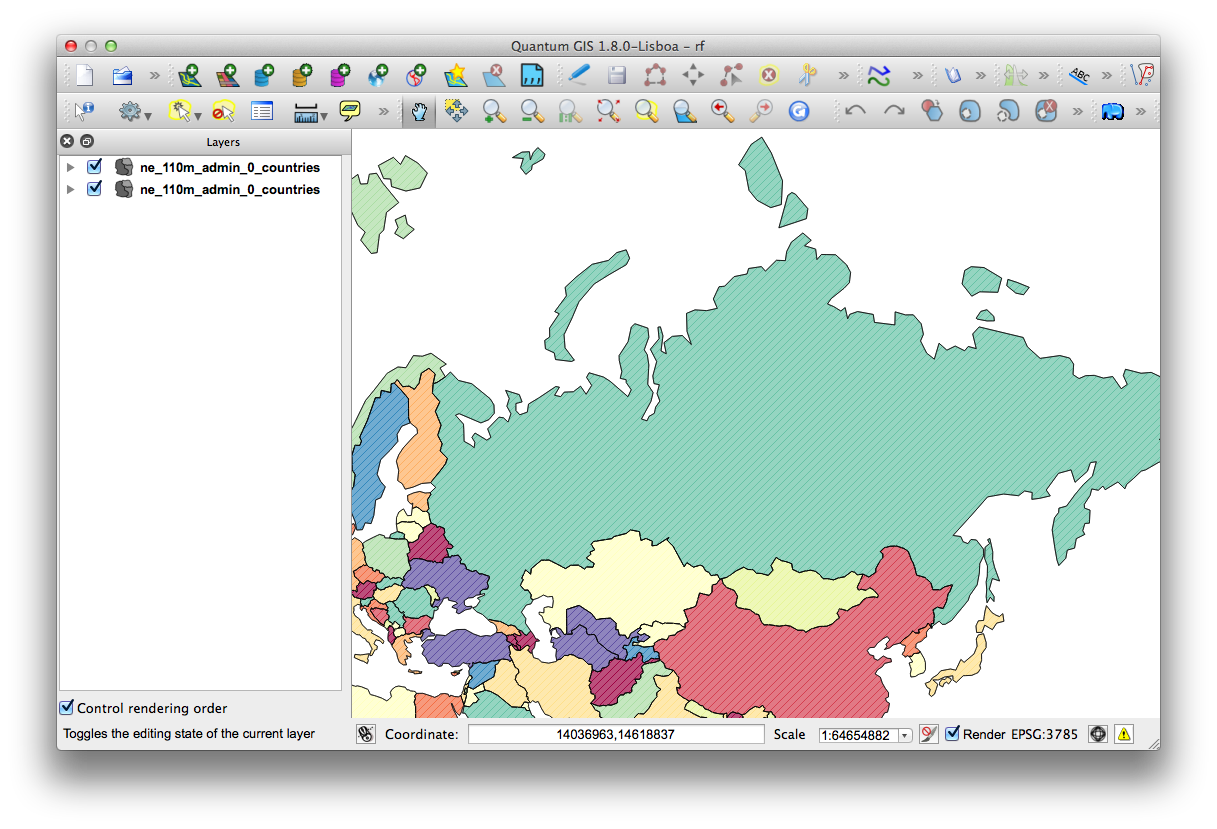 Quantum GIS 1.8.0-Lisboa - rf
ABC
Layers
ne_110m_admin_0_countries
ne_110m_admin_0_countries
Control rendering order
Toggles the editing state of the current layer
Coordinate: 14036963,14618837 Scale 1:64654882 Render EPSG:3785